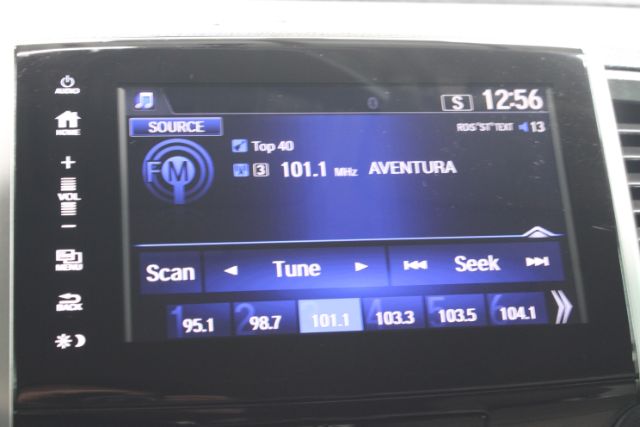 AUDIO
HOME
+
VOL
−
MENU
BACK
S 12:56
SOURCE
RDS"ST"TEXT 13
FM
Top 40
3 101.1 MHz AVENTURA
Scan Tune Seek
1 95.1 2 98.7 3 101.1 4 103.3 5 103.5 6 104.1